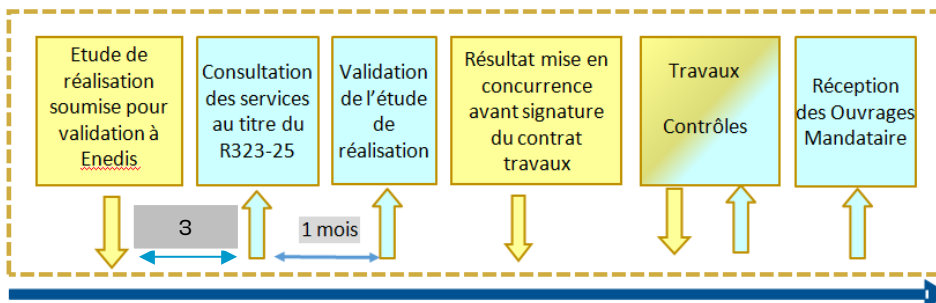 Etude de
réalisation
soumise pour
validation à
Enedis
Consultation
des services
au titre du
R323-25
Validation
de l'étude
de
réalisation
Résultat mise en
concurrence
avant signature
du contrat
travaux
Travaux
Contrôles
Réception
des Ouvrages
Mandataire
3
1 mois